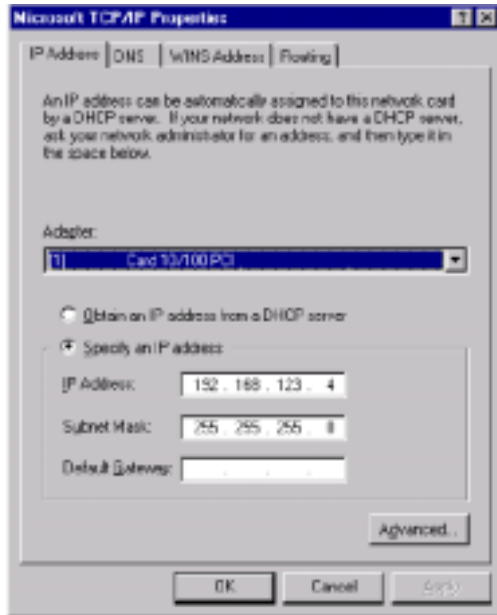 Microsoft TCP/IP Properties
IP Address DNS WINS Address Routing
An IP address can be automatically assigned to this network card
by a DHCP server. If your network does not have a DHCP server,
ask your network administrator for an address, and then type it in
the space below.
Adapter:
[1] Card 10/100 PCI
Obtain an IP address from a DHCP server
Specify an IP address
IP Address: 192 . 168 . 123 . 4
Subnet Mask: 255 . 255 . 255 . 0
Default Gateway: . . .
Advanced...
OK Cancel Apply